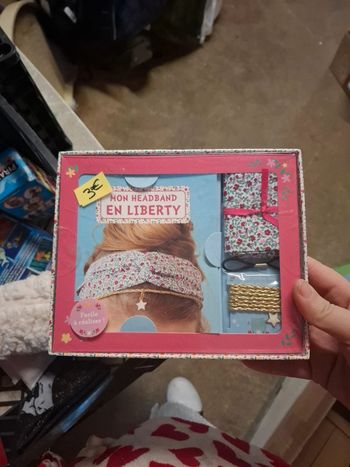 3€
MON HEADBAND
EN LIBERTY
Facile
à réaliser !